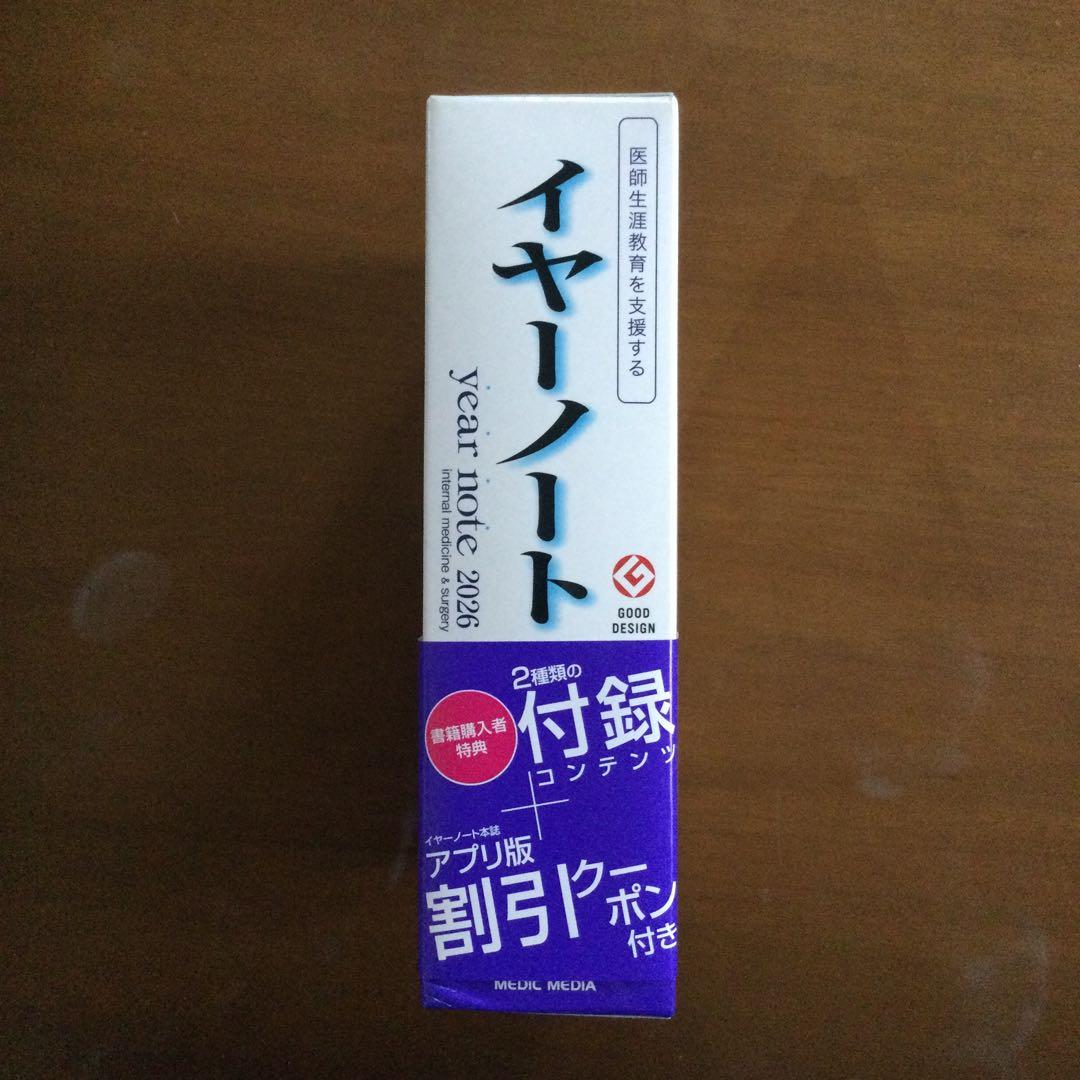 医師生涯教育を支援する
イヤーノート
year note 2026
internal medicine & surgery
GOOD
DESIGN
2種類の
付録
コンテンツ
書籍購入者
特典
イヤーノート本誌
アプリ版
割引クー
ポン
付き
MEDIC MEDIA